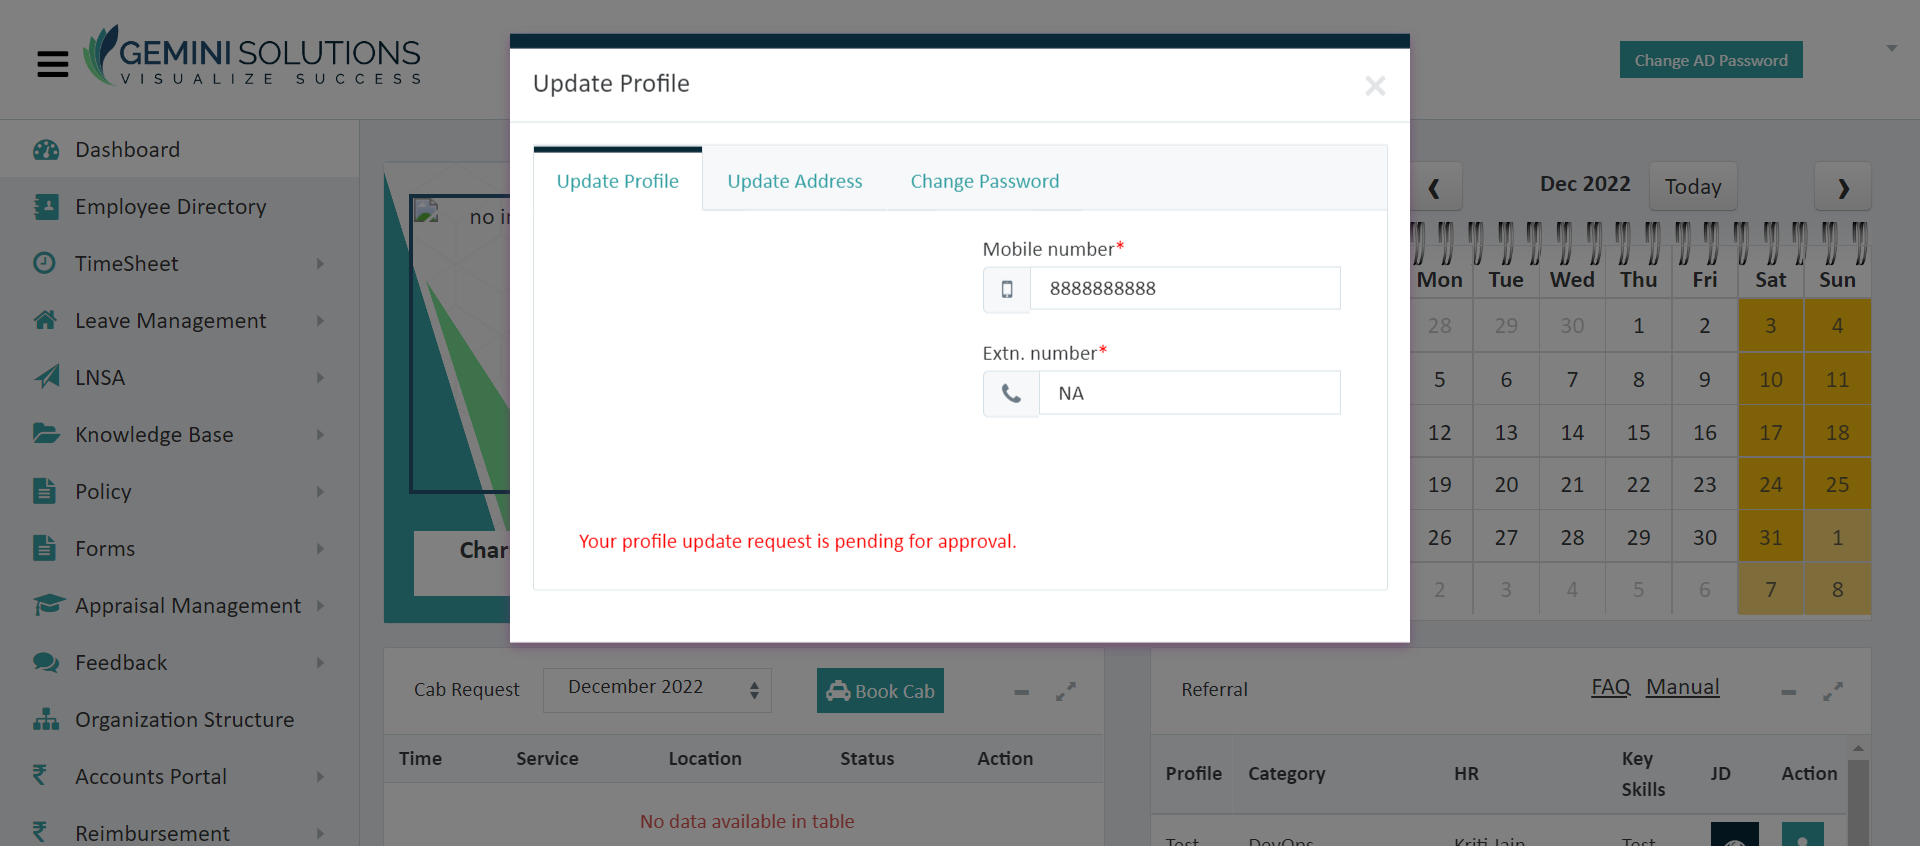 GEMINI SOLUTIONS
VISUALIZE SUCCESS
Change AD Password
Dashboard
Employee Directory
TimeSheet
Leave Management
LNSA
Knowledge Base
Policy
Forms
Appraisal Management
Feedback
Organization Structure
Accounts Portal
Reimbursement
no
Update Profile
Update Profile Update Address Change Password
Mobile number*
8888888888
Extn. number*
NA
Your profile update request is pending for approval.
Dec 2022 Today
Mon Tue Wed Thu Fri Sat Sun
28 29 30 1 2 3 4
5 6 7 8 9 10 11
12 13 14 15 16 17 18
19 20 21 22 23 24 25
26 27 28 29 30 31 1
2 3 4 5 6 7 8
Cab Request December 2022 Book Cab
Time Service Location Status Action
No data available in table
Referral FAQ Manual
Profile Category HR Key Skills JD Action
Test DevOps Kriti Jain Test